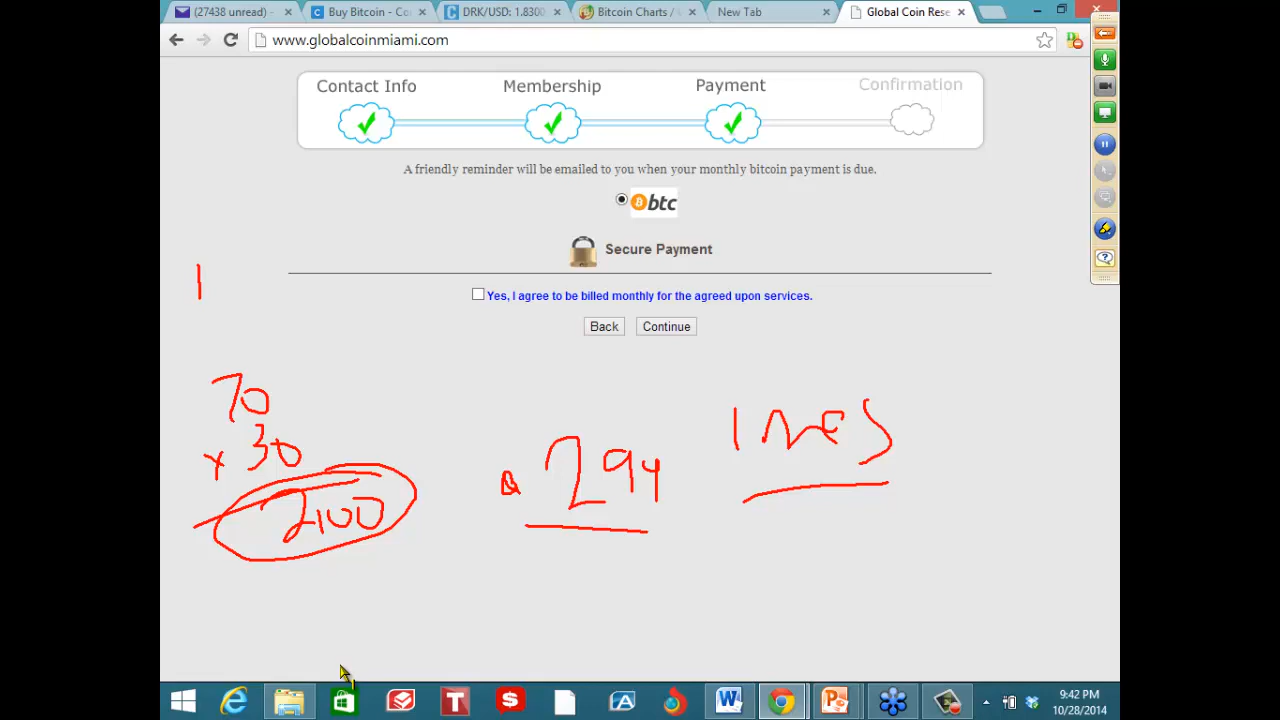 (27438 unread) -
Buy Bitcoin - Co
DRK/USD: 1.8300
Bitcoin Charts /
New Tab
Global Coin Rese
www.globalcoinmiami.com
Contact Info
Membership
Payment
Confirmation
A friendly reminder will be emailed to you when your monthly bitcoin payment is due.
btc
Secure Payment
Yes, I agree to be billed monthly for the agreed upon services.
Back
Continue
1
70
x 30
2100
294
9:42 PM
10/28/2014